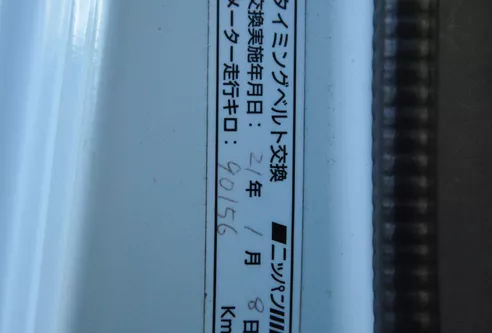 タイミングベルト交換 ■ニッパン
交換実施年月日：21年 1月 8日
メーター走行キロ：90156 Km